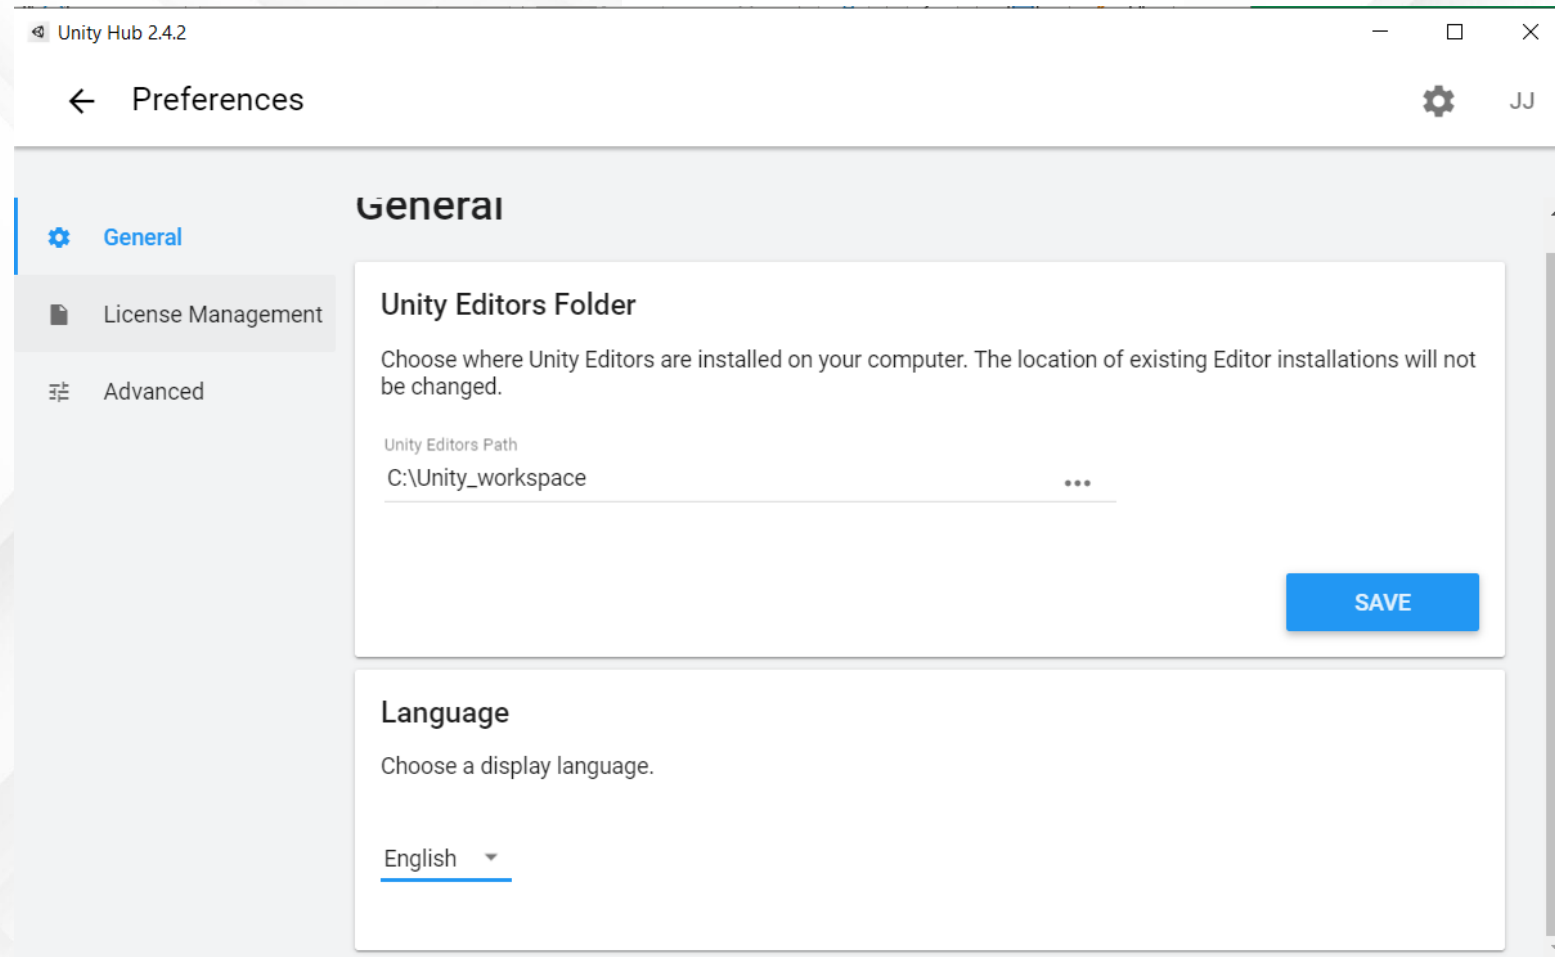 Unity Hub 2.4.2
Preferences
JJ
General
General
License Management
Advanced
Unity Editors Folder
Choose where Unity Editors are installed on your computer. The location of existing Editor installations will not
be changed.
Unity Editors Path
C:\Unity_workspace
SAVE
Language
Choose a display language.
English